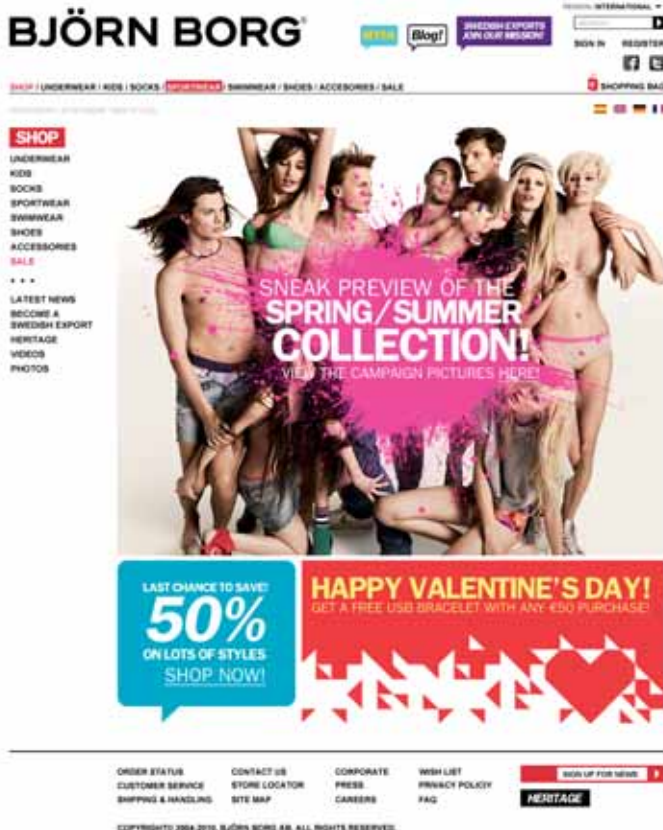 REGION: INTERNATIONAL
BJÖRN BORG
Blog!
SWEDISH EXPORTS
JOIN OUR MISSION!
SIGN IN REGISTER
SHOP / UNDERWEAR / KIDS / SOCKS / SPORTWEAR / SWIMWEAR / SHOES / ACCESSORIES / SALE
SHOPPING BAG
SHOP
UNDERWEAR
KIDS
SOCKS
SPORTWEAR
SWIMWEAR
SHOES
ACCESSORIES
SALE
LATEST NEWS
BECOME A
SWEDISH EXPORT
HERITAGE
VIDEOS
PHOTOS
SNEAK PREVIEW OF THE
SPRING/SUMMER
COLLECTION!
VIEW THE CAMPAIGN PICTURES HERE!
LAST CHANCE TO SAVE!
50%
ON LOTS OF STYLES
SHOP NOW!
HAPPY VALENTINE'S DAY!
GET A FREE USB BRACELET WITH ANY €50 PURCHASE!
ORDER STATUS CONTACT US CORPORATE WISH LIST
CUSTOMER SERVICE STORE LOCATOR PRESS PRIVACY POLICY
SHIPPING & HANDLING SITE MAP CAREERS FAQ
SIGN UP FOR NEWS
HERITAGE
COPYRIGHT© 2004-2010, BJÖRN BORG AB. ALL RIGHTS RESERVED.